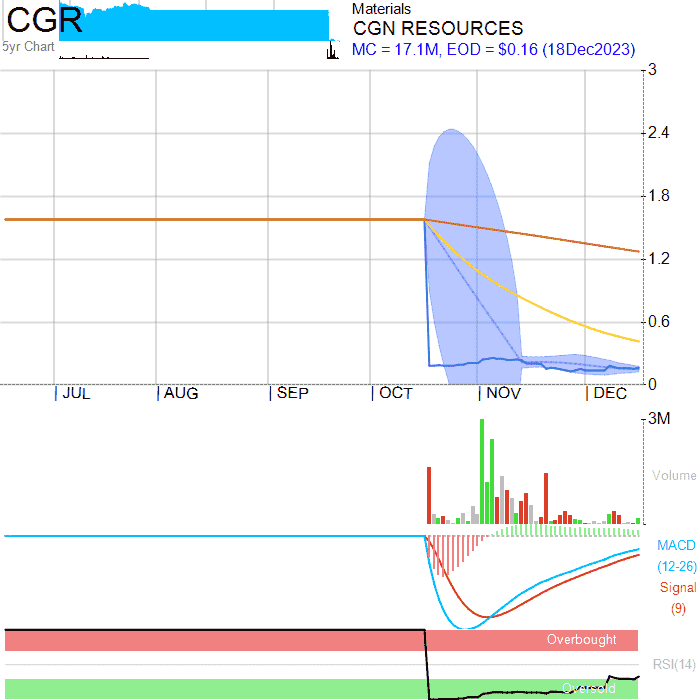 CGR
Materials
CGN RESOURCES
5yr Chart
MC = 17.1M, EOD = $0.16 (18Dec2023)
3
2.4
1.8
1.2
0.6
0
JUL AUG SEP OCT NOV DEC
3M
Volume
MACD
(12-26)
Signal
(9)
Overbought
RSI(14)
Oversold